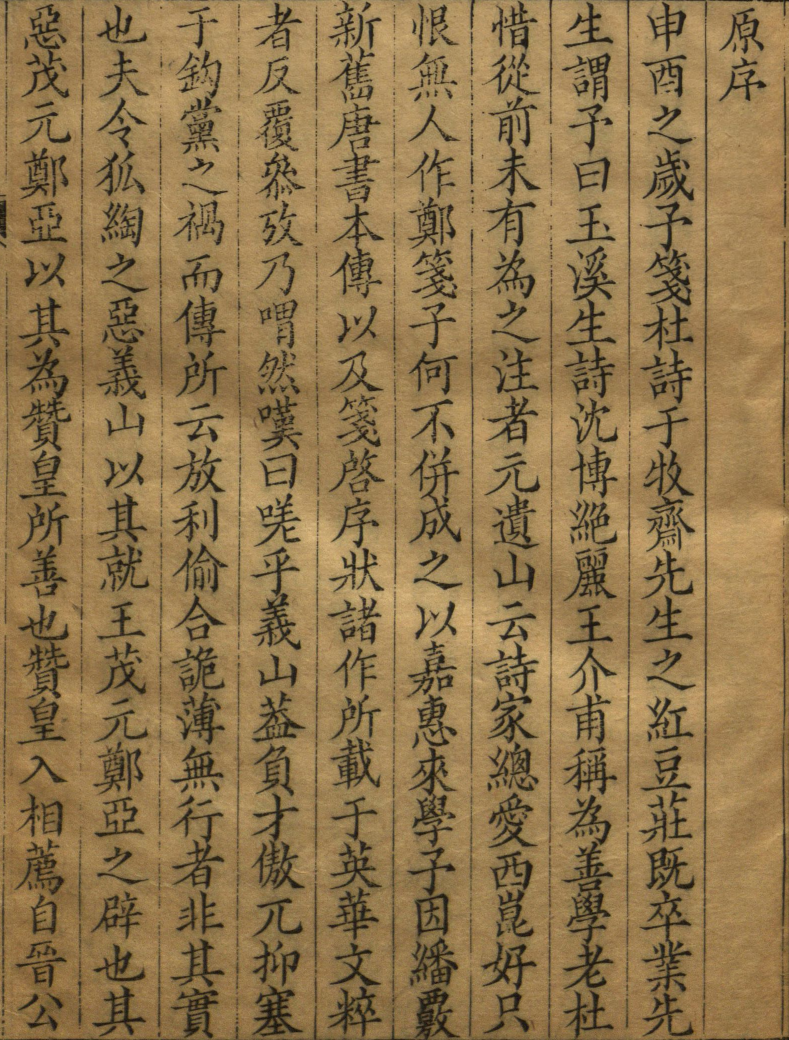 原序
申酉之歲予箋杜詩于牧齋先生之紅豆莊既卒業先
生謂予曰玉溪生詩沈博絕麗王介甫稱為善學老杜
惜從前未有為之注者元遺山云詩家總愛西崑好只
恨無人作鄭箋子何不併成之以嘉惠來學予因繙覈
新舊唐書本傳以及箋啓序狀諸作所載于英華文粹
者反覆叅攷乃喟然嘆曰嗟乎義山葢負才傲兀抑塞
于鈎黨之禍而傳所云放利偷合詭薄無行者非其實
也夫令狐綯之惡義山以其就王茂元鄭亞之辟也其
惡茂元鄭亞以其為贊皇所善也贊皇入相薦自晉公